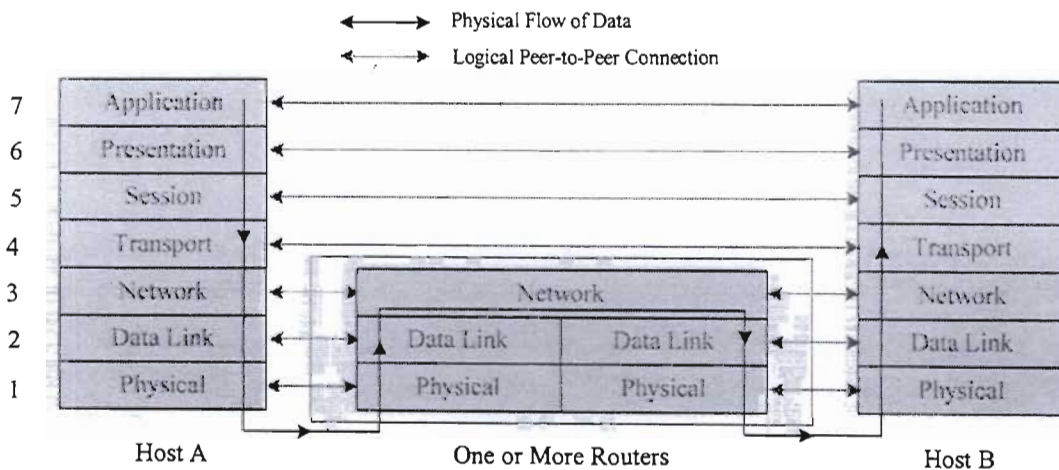 Physical Flow of Data
Logical Peer-to-Peer Connection
7 Application Application
6 Presentation Presentation
5 Session Session
4 Transport Transport
3 Network Network Network
2 Data Link Data Link Data Link Data Link
1 Physical Physical Physical Physical
Host A One or More Routers Host B